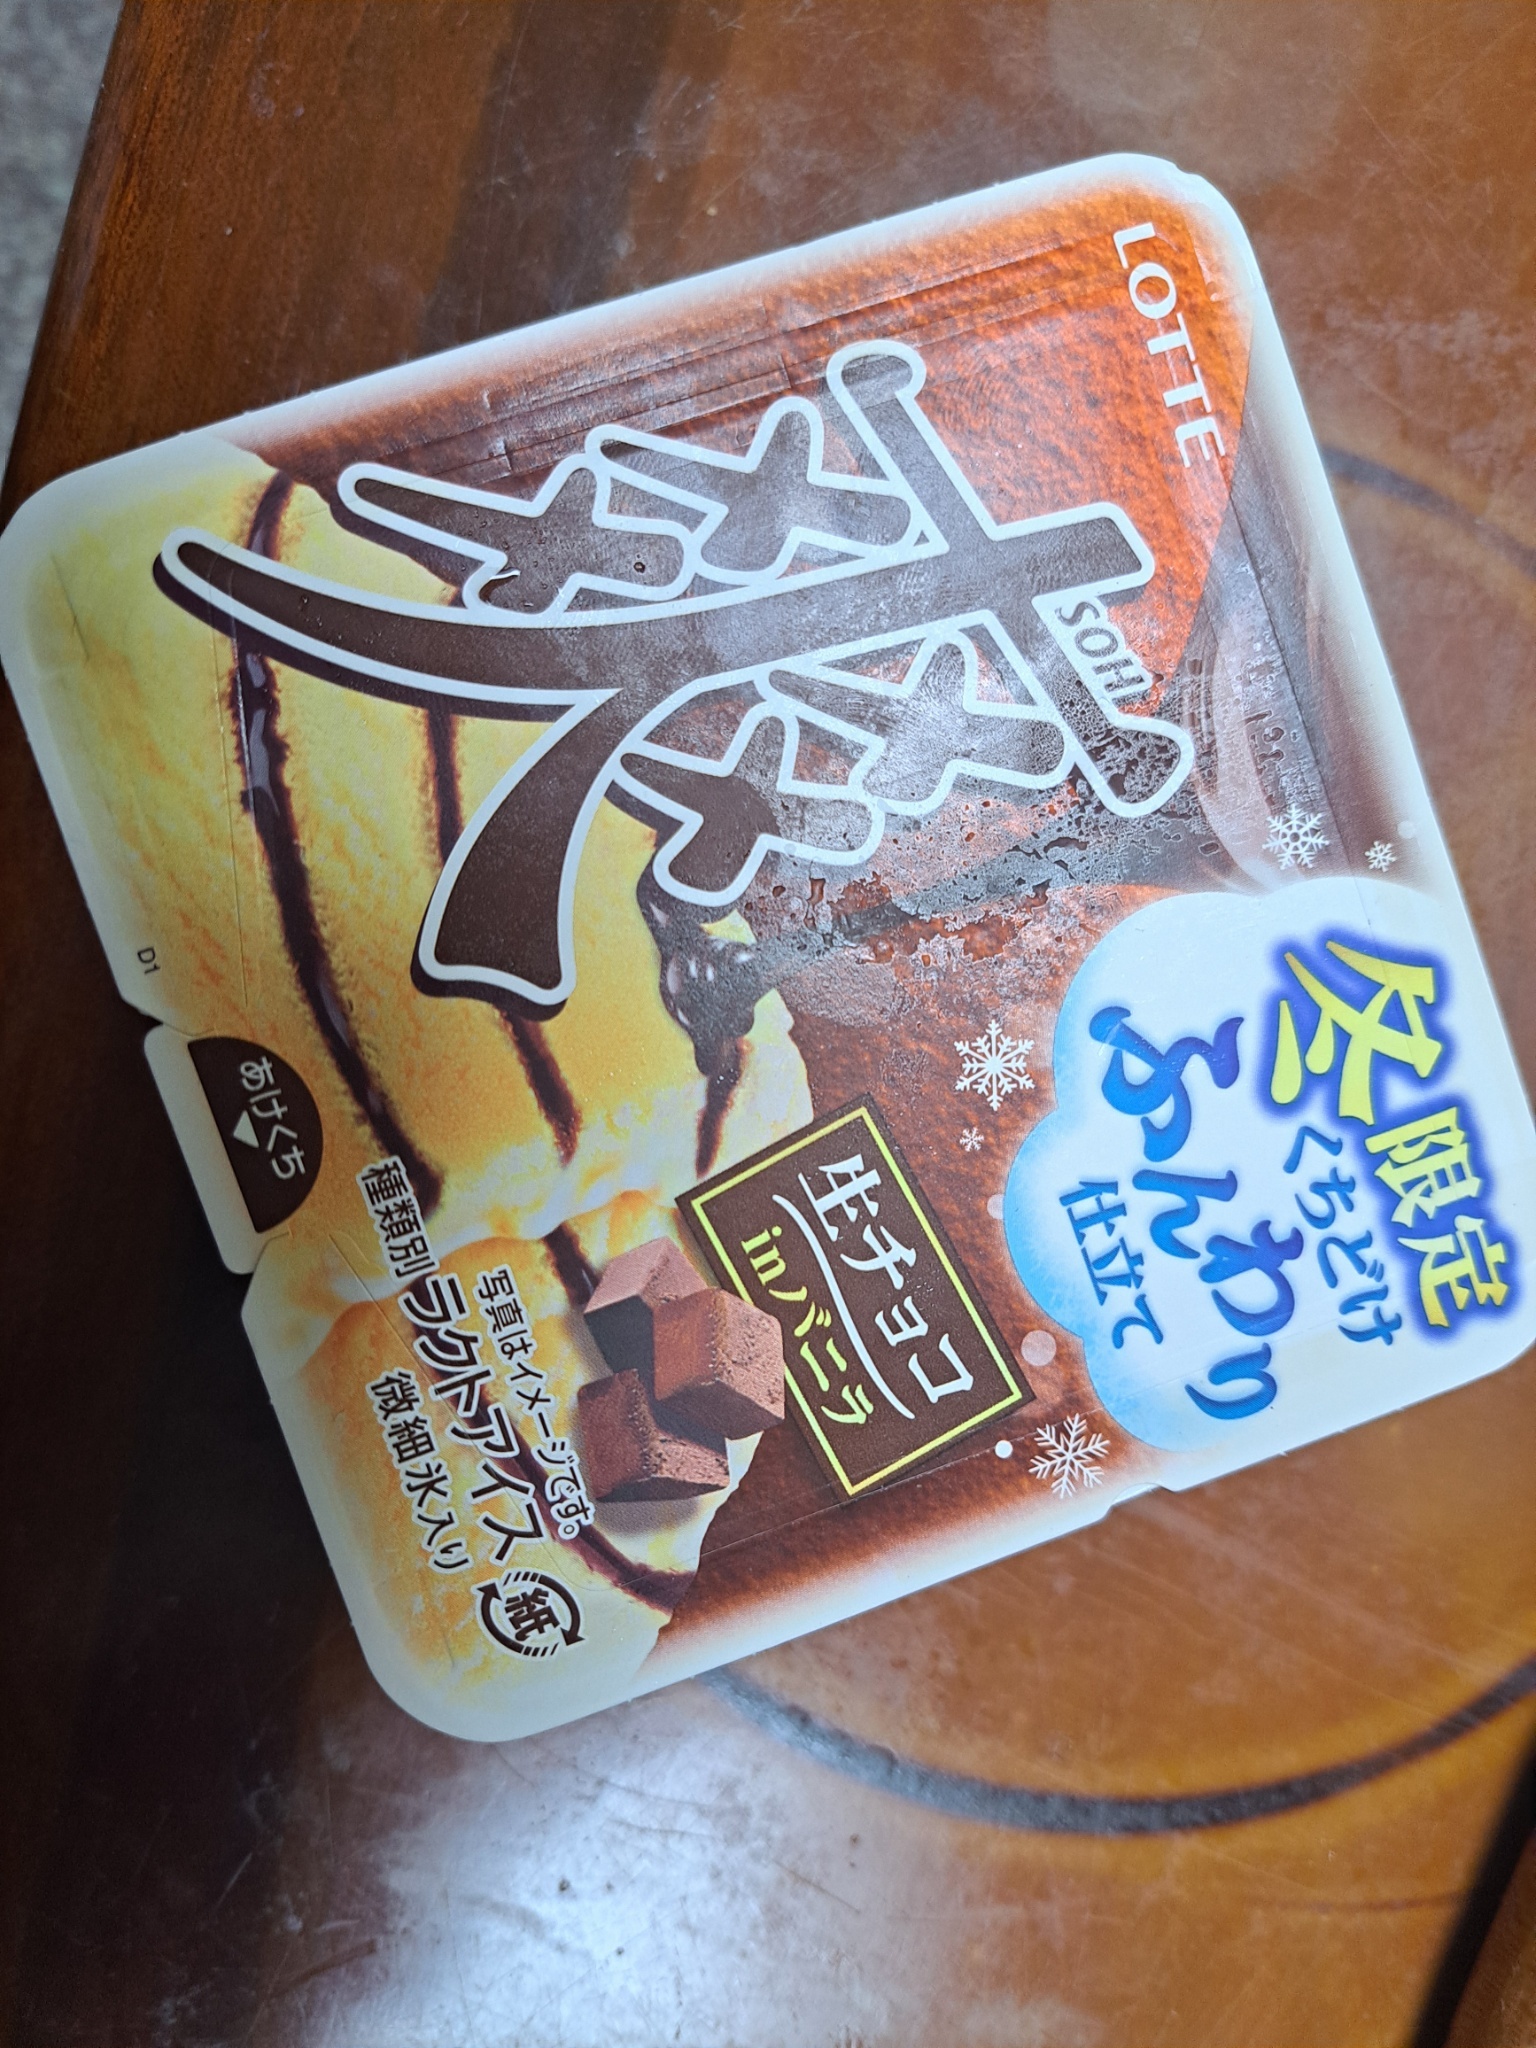 LOTTE
爽
SOH!
冬限定
くちどけ
ふんわり
仕立て
生チョコ
inバニラ
写真はイメージです。
種類別 ラクトアイス
微細氷入り
紙
あけくち
D1